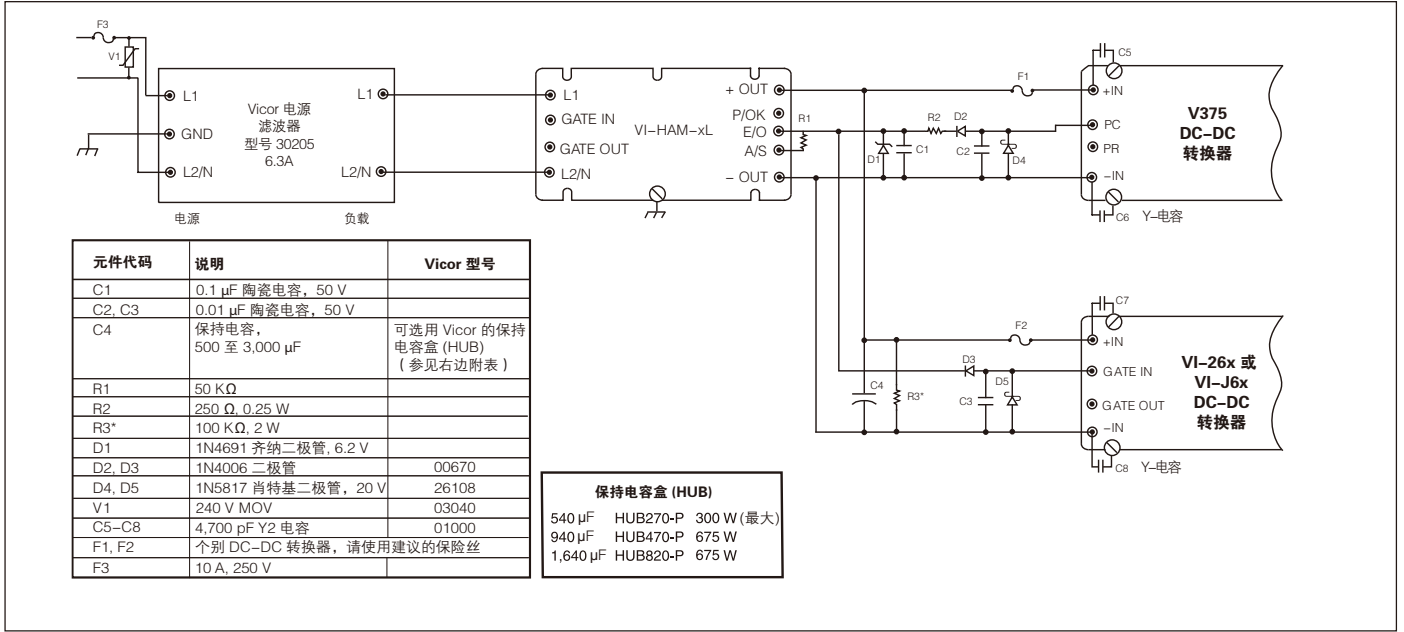 F3
V1
L1
GND
L2/N
Vicor 电源
滤波器
型号 30205
6.3A
L1
L2/N
电源
负载
L1
GATE IN
GATE OUT
L2/N
VI–HAM–xL
+ OUT
P/OK
E/O
A/S
– OUT
R1
D1
C1
R2
D2
C2
D4
F1
C5
+IN
PC
PR
–IN
V375
DC–DC
转换器
C6
Y–电容
C7
F2
+IN
GATE IN
GATE OUT
–IN
VI–26x 或
VI–J6x
DC–DC
转换器
D3
D5
C4
R3*
C3
C8
Y–电容
元件代码 说明 Vicor 型号
C1 0.1 µF 陶瓷电容，50 V
C2, C3 0.01 µF 陶瓷电容，50 V
C4 保持电容， 可选用 Vicor 的保持
500 至 3,000 µF 电容盒 (HUB)
（参见右边附表）
R1 50 KΩ
R2 250 Ω, 0.25 W
R3* 100 KΩ, 2 W
D1 1N4691 齐纳二极管, 6.2 V
D2, D3 1N4006 二极管 00670
D4, D5 1N5817 肖特基二极管，20 V 26108
V1 240 V MOV 03040
C5–C8 4,700 pF Y2 电容 01000
F1, F2 个别 DC–DC 转换器，请使用建议的保险丝
F3 10 A, 250 V
保持电容盒 (HUB)
540 µF HUB270-P 300 W (最大)
940 µF HUB470-P 675 W
1,640 µF HUB820-P 675 W